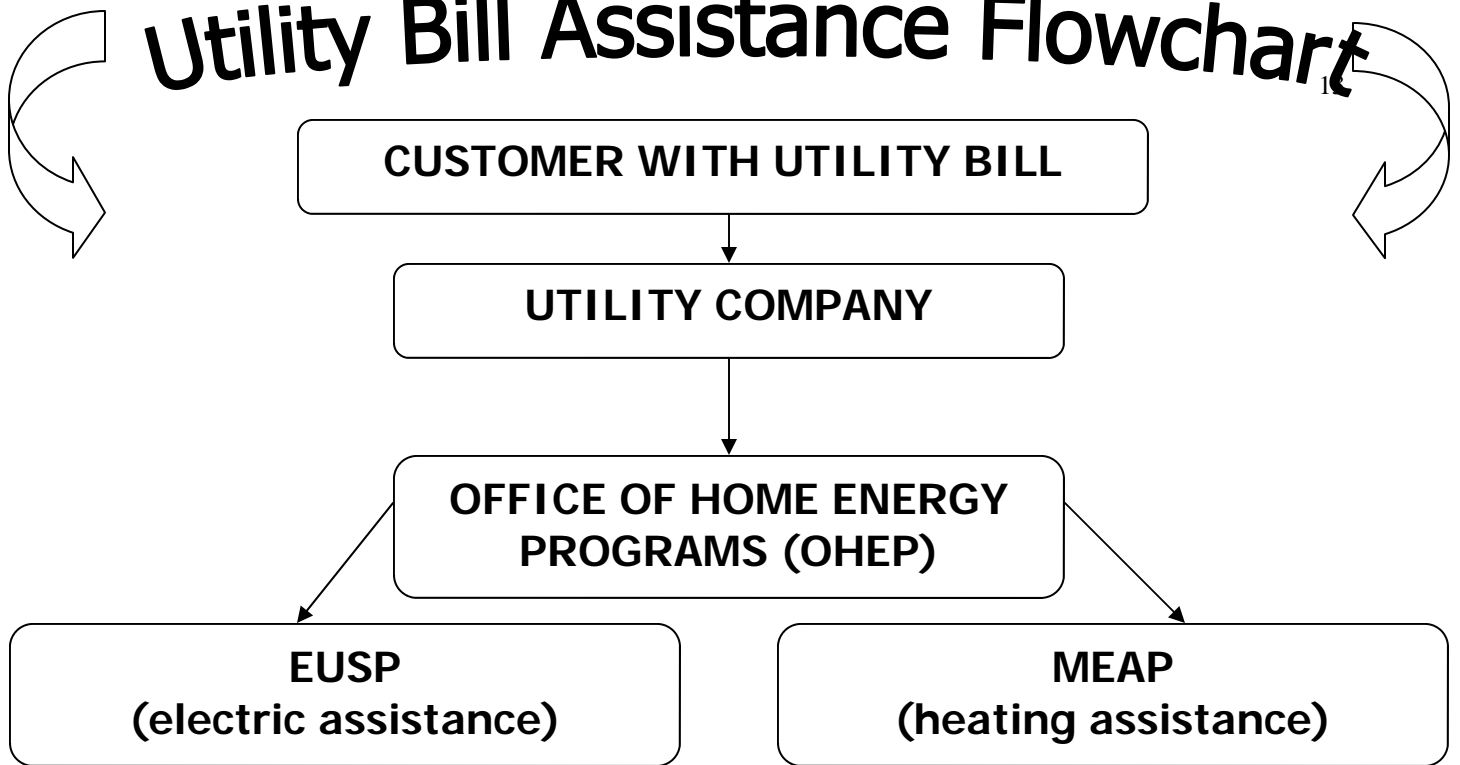 Utility Bill Assistance Flowchart
CUSTOMER WITH UTILITY BILL
UTILITY COMPANY
OFFICE OF HOME ENERGY
PROGRAMS (OHEP)
EUSP
(electric assistance)
MEAP
(heating assistance)